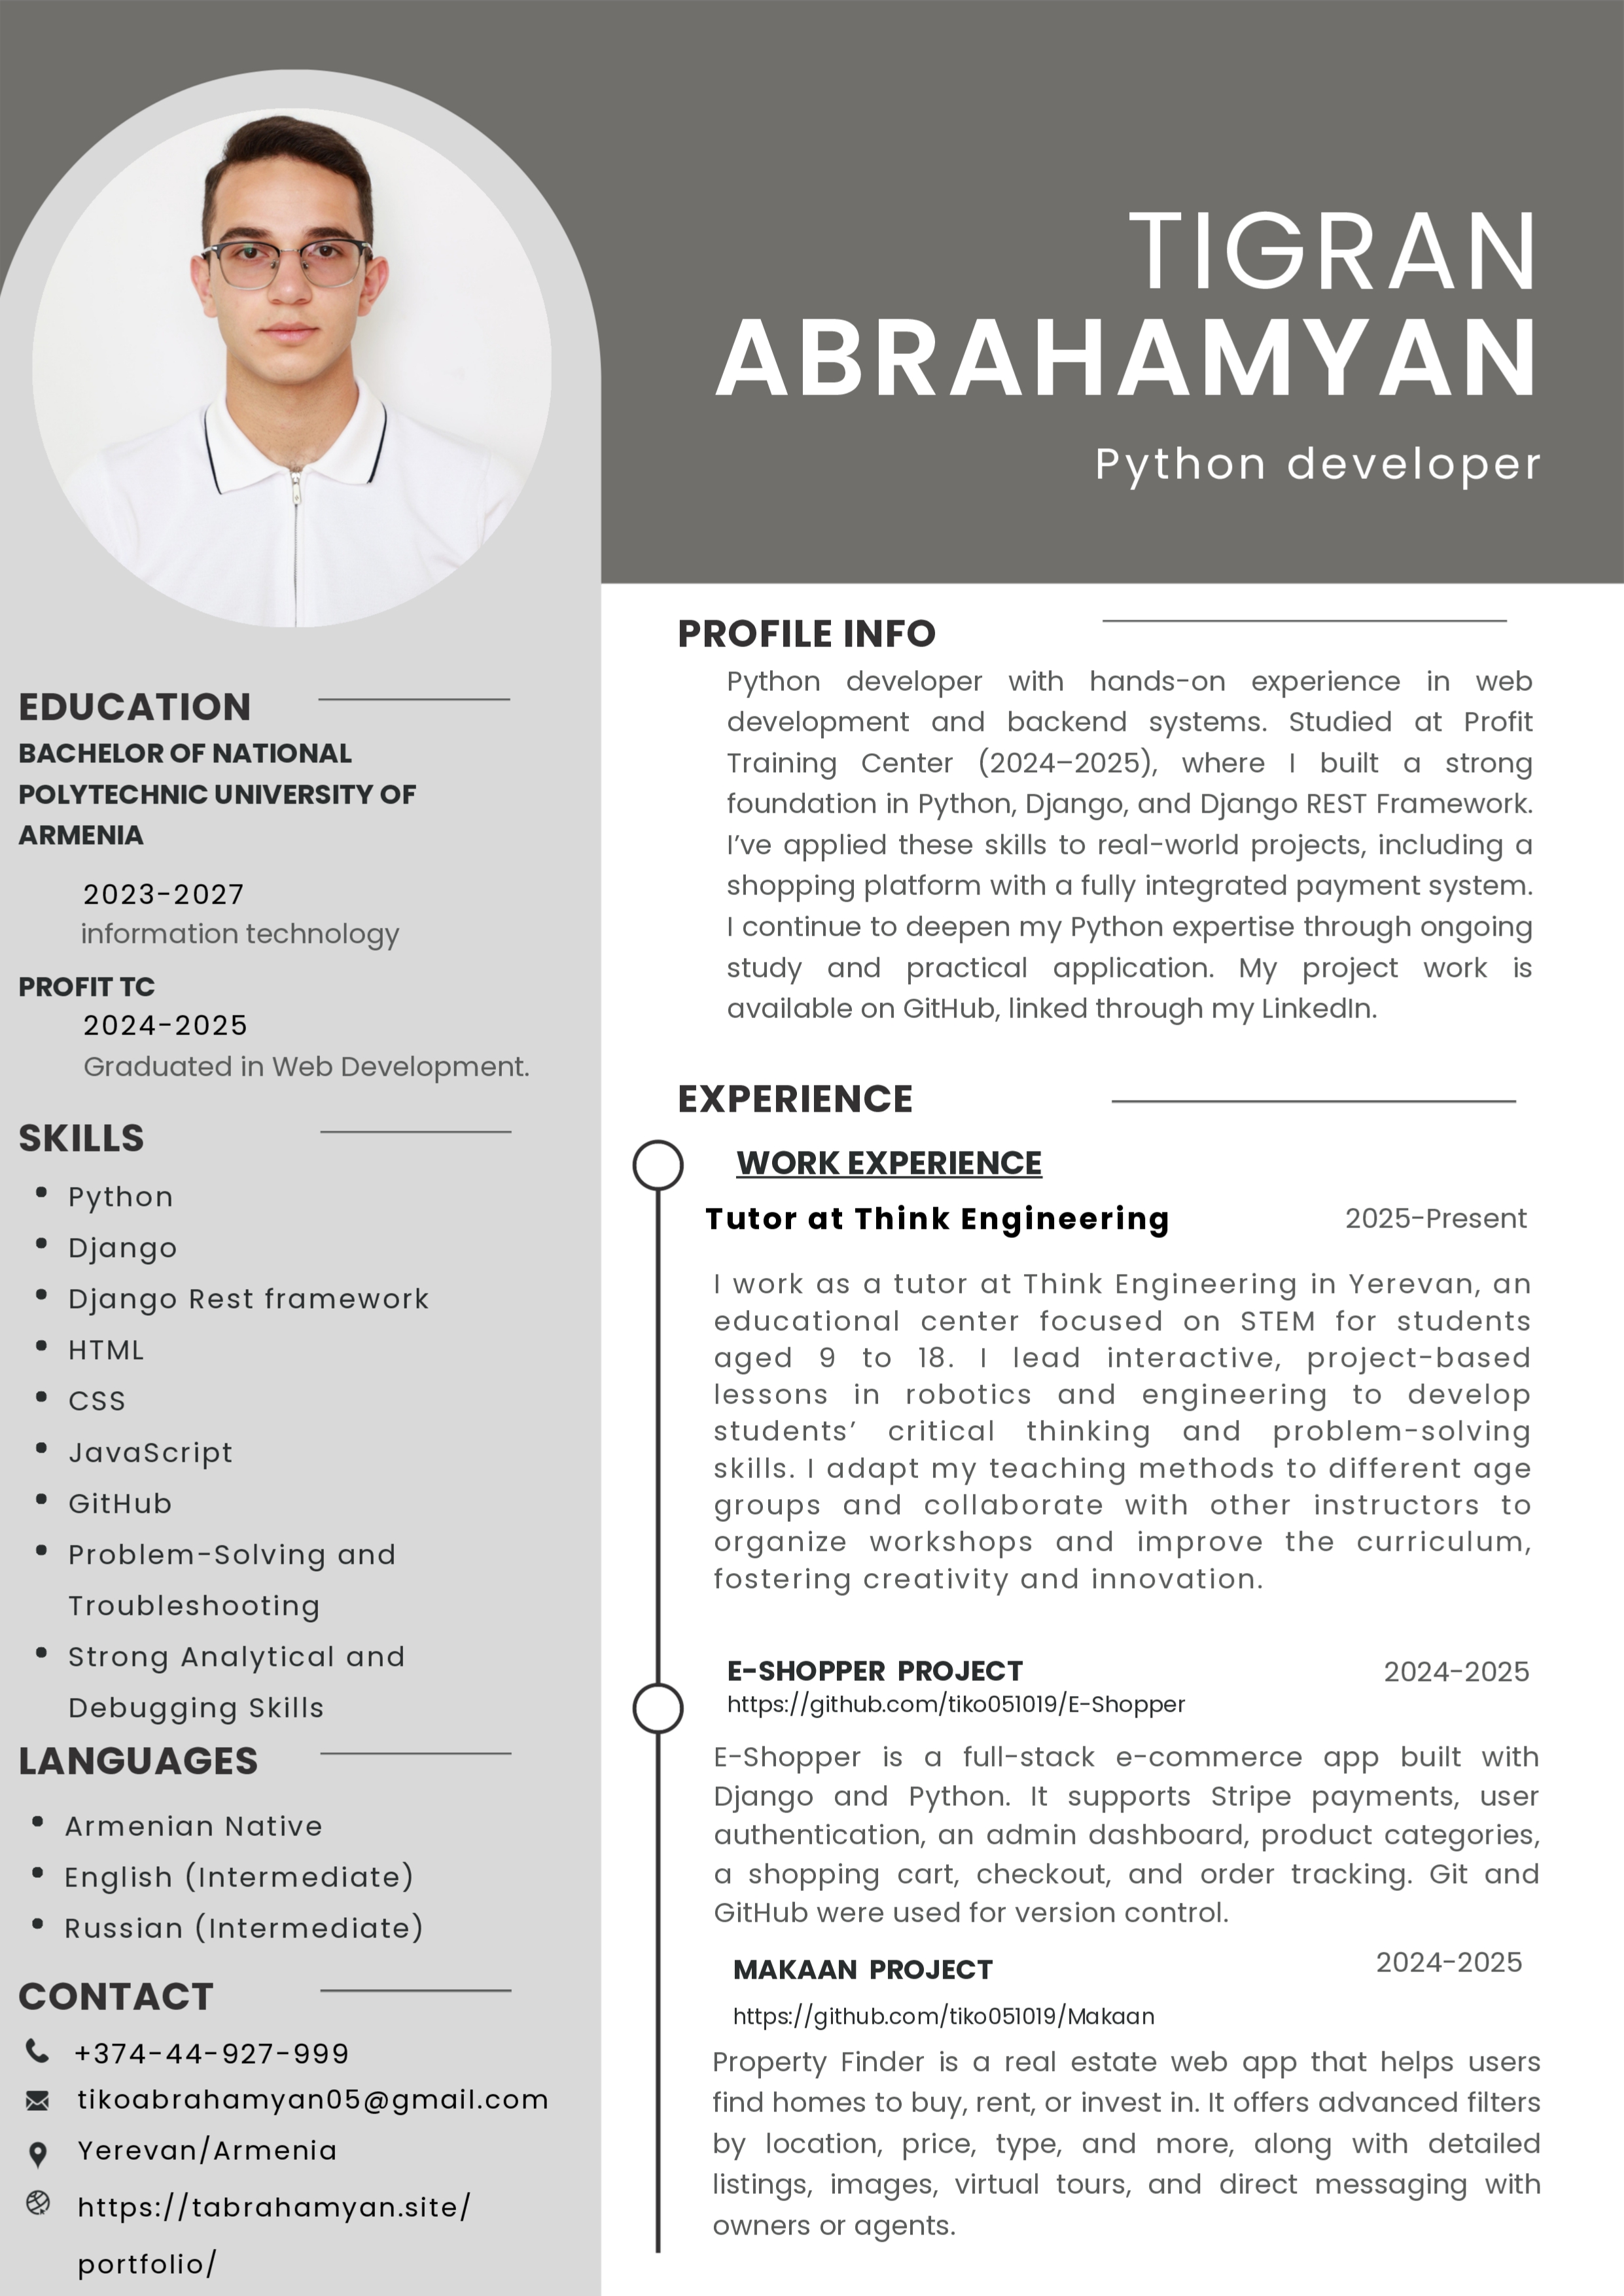 TIGRAN
ABRAHAMYAN
Python developer
EDUCATION
BACHELOR OF NATIONAL
POLYTECHNIC UNIVERSITY OF
ARMENIA
2023-2027
information technology
PROFIT TC
2024-2025
Graduated in Web Development.
SKILLS
Python
Django
Django Rest framework
HTML
CSS
JavaScript
GitHub
Problem-Solving and
Troubleshooting
Strong Analytical and
Debugging Skills
LANGUAGES
Armenian Native
English (Intermediate)
Russian (Intermediate)
CONTACT
+374-44-927-999
tikoabrahamyan05@gmail.com
Yerevan/Armenia
https://tabrahamyan.site/
portfolio/
PROFILE INFO
Python developer with hands-on experience in web
development and backend systems. Studied at Profit
Training Center (2024–2025), where I built a strong
foundation in Python, Django, and Django REST Framework.
I’ve applied these skills to real-world projects, including a
shopping platform with a fully integrated payment system.
I continue to deepen my Python expertise through ongoing
study and practical application. My project work is
available on GitHub, linked through my LinkedIn.
EXPERIENCE
WORK EXPERIENCE
Tutor at Think Engineering 2025-Present
I work as a tutor at Think Engineering in Yerevan, an
educational center focused on STEM for students
aged 9 to 18. I lead interactive, project-based
lessons in robotics and engineering to develop
students’ critical thinking and problem-solving
skills. I adapt my teaching methods to different age
groups and collaborate with other instructors to
organize workshops and improve the curriculum,
fostering creativity and innovation.
E-SHOPPER PROJECT 2024-2025
https://github.com/tiko051019/E-Shopper
E-Shopper is a full-stack e-commerce app built with
Django and Python. It supports Stripe payments, user
authentication, an admin dashboard, product categories,
a shopping cart, checkout, and order tracking. Git and
GitHub were used for version control.
MAKAAN PROJECT 2024-2025
https://github.com/tiko051019/Makaan
Property Finder is a real estate web app that helps users
find homes to buy, rent, or invest in. It offers advanced filters
by location, price, type, and more, along with detailed
listings, images, virtual tours, and direct messaging with
owners or agents.